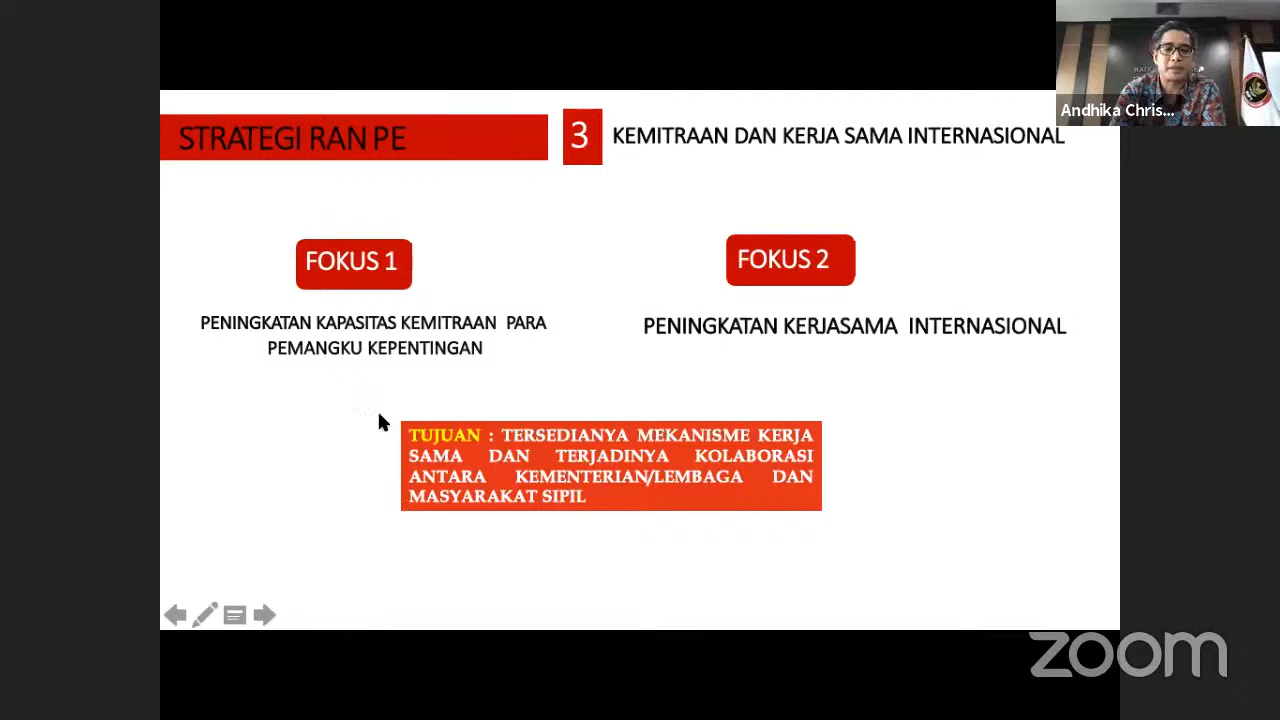 Andhika Chris...
STRATEGI RAN PE
3
KEMITRAAN DAN KERJA SAMA INTERNASIONAL
FOKUS 1
FOKUS 2
PENINGKATAN KAPASITAS KEMITRAAN PARA
PEMANGKU KEPENTINGAN
PENINGKATAN KERJASAMA INTERNASIONAL
TUJUAN : TERSEDIANYA MEKANISME KERJA
SAMA DAN TERJADINYA KOLABORASI
ANTARA KEMENTERIAN/LEMBAGA DAN
MASYARAKAT SIPIL
zoom